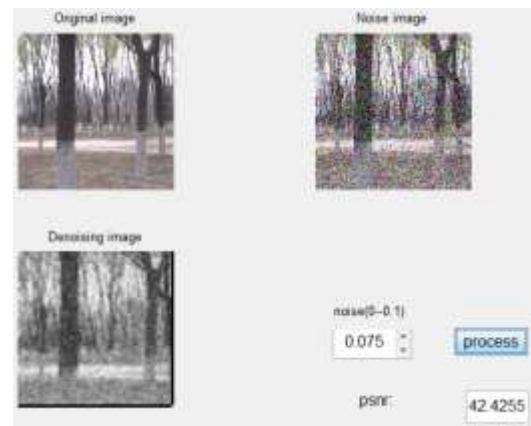 Original image
Noise image
Denoising image
noise(0--0.1)
0.075
process
psnr:
42.4255